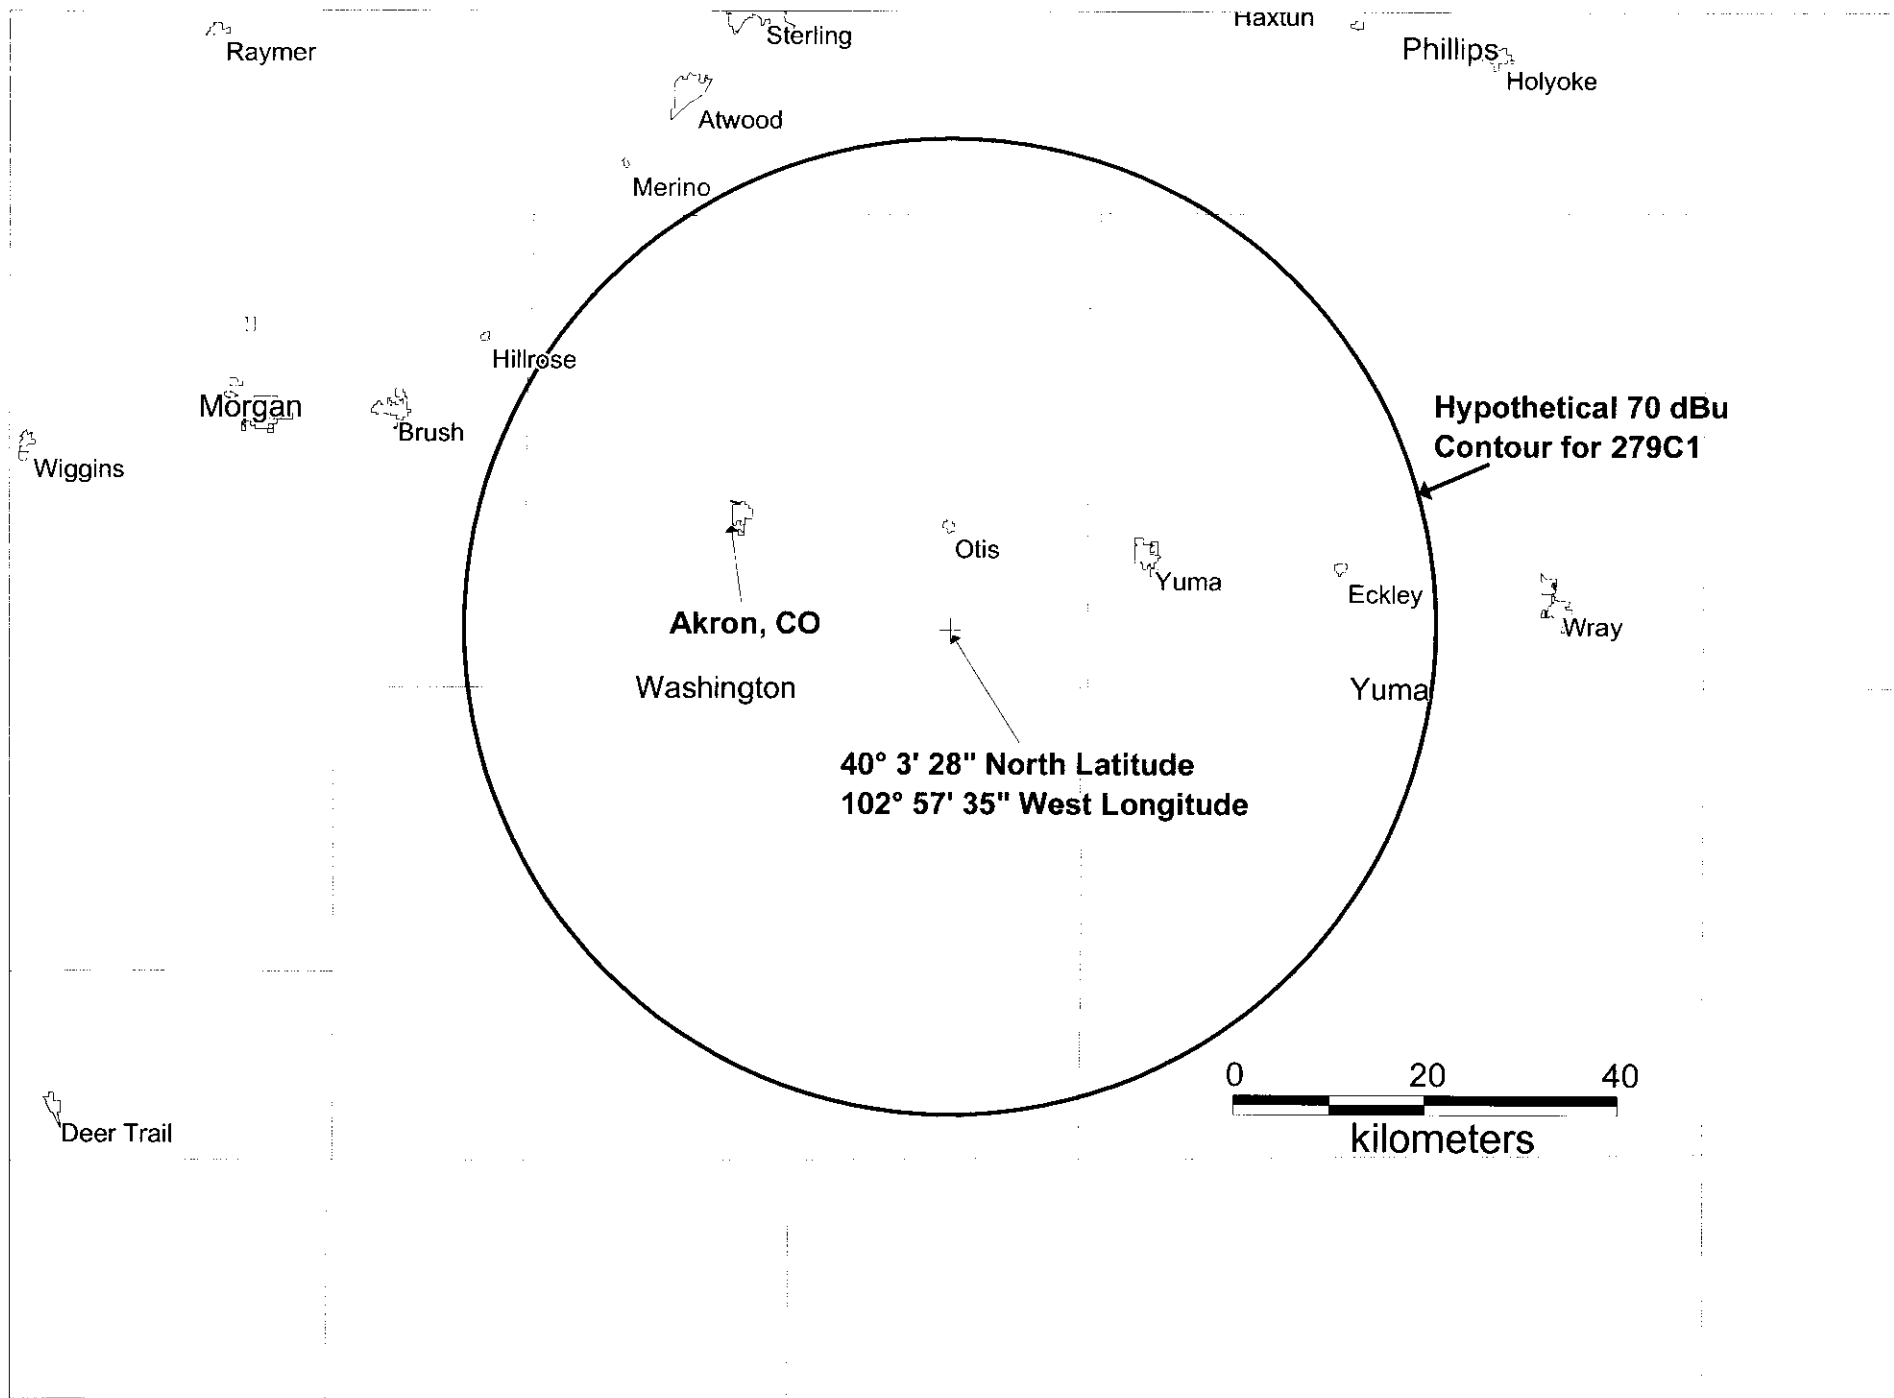 Raymer
Sterling
Haxtun
Phillips
Holyoke
Atwood
Merino
Hillrose
Morgan
Brush
Wiggins
Hypothetical 70 dBu
Contour for 279C1
Otis
Yuma
Eckley
Wray
Akron, CO
Washington
Yuma
40° 3' 28" North Latitude
102° 57' 35" West Longitude
0 20 40
kilometers
Deer Trail